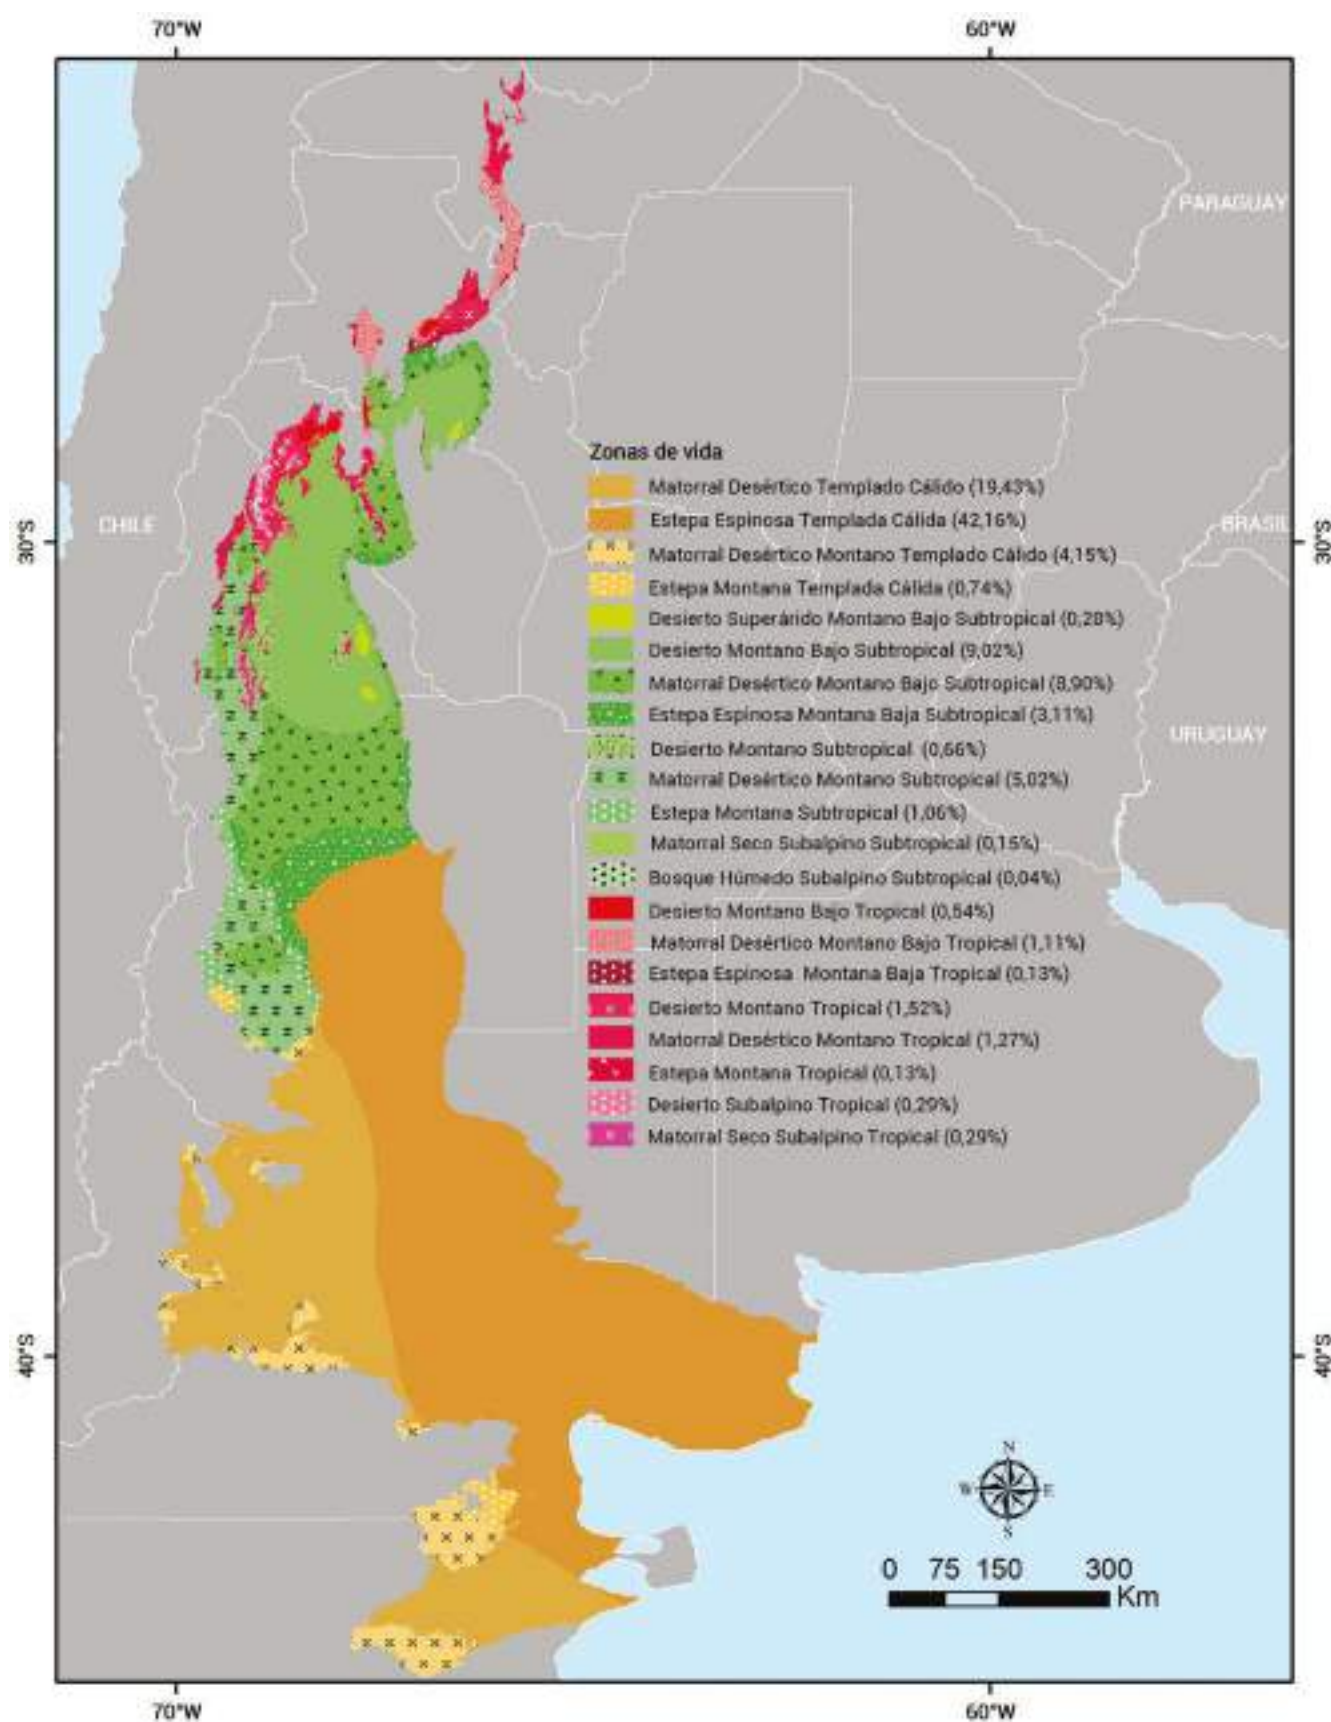 70°W 60°W
PARAGUAY
Zonas de vida
Matorral Desértico Templado Cálido (19,43%)
Estepa Espinosa Templada Cálida (42,16%)
CHILE
BRASIL
30°S 30°S
Matorral Desértico Montano Templado Cálido (4,15%)
Estepa Montana Templada Cálida (0,74%)
Desierto Superárido Montano Bajo Subtropical (0,28%)
Desierto Montano Bajo Subtropical (9,02%)
Matorral Desértico Montano Bajo Subtropical (8,90%)
Estepa Espinosa Montana Baja Subtropical (3,11%)
URUGUAY
Desierto Montano Subtropical (0,66%)
Matorral Desértico Montano Subtropical (5,02%)
Estepa Montana Subtropical (1,06%)
Matorral Seco Subalpino Subtropical (0,15%)
Bosque Húmedo Subalpino Subtropical (0,04%)
Desierto Montano Bajo Tropical (0,54%)
Matorral Desértico Montano Bajo Tropical (1,11%)
Estepa Espinosa Montana Baja Tropical (0,13%)
Desierto Montano Tropical (1,52%)
Matorral Desértico Montano Tropical (1,27%)
Estepa Montana Tropical (0,13%)
Desierto Subalpino Tropical (0,29%)
Matorral Seco Subalpino Tropical (0,29%)
40°S 40°S
N
W E
S
0 75 150 300
Km
70°W 60°W